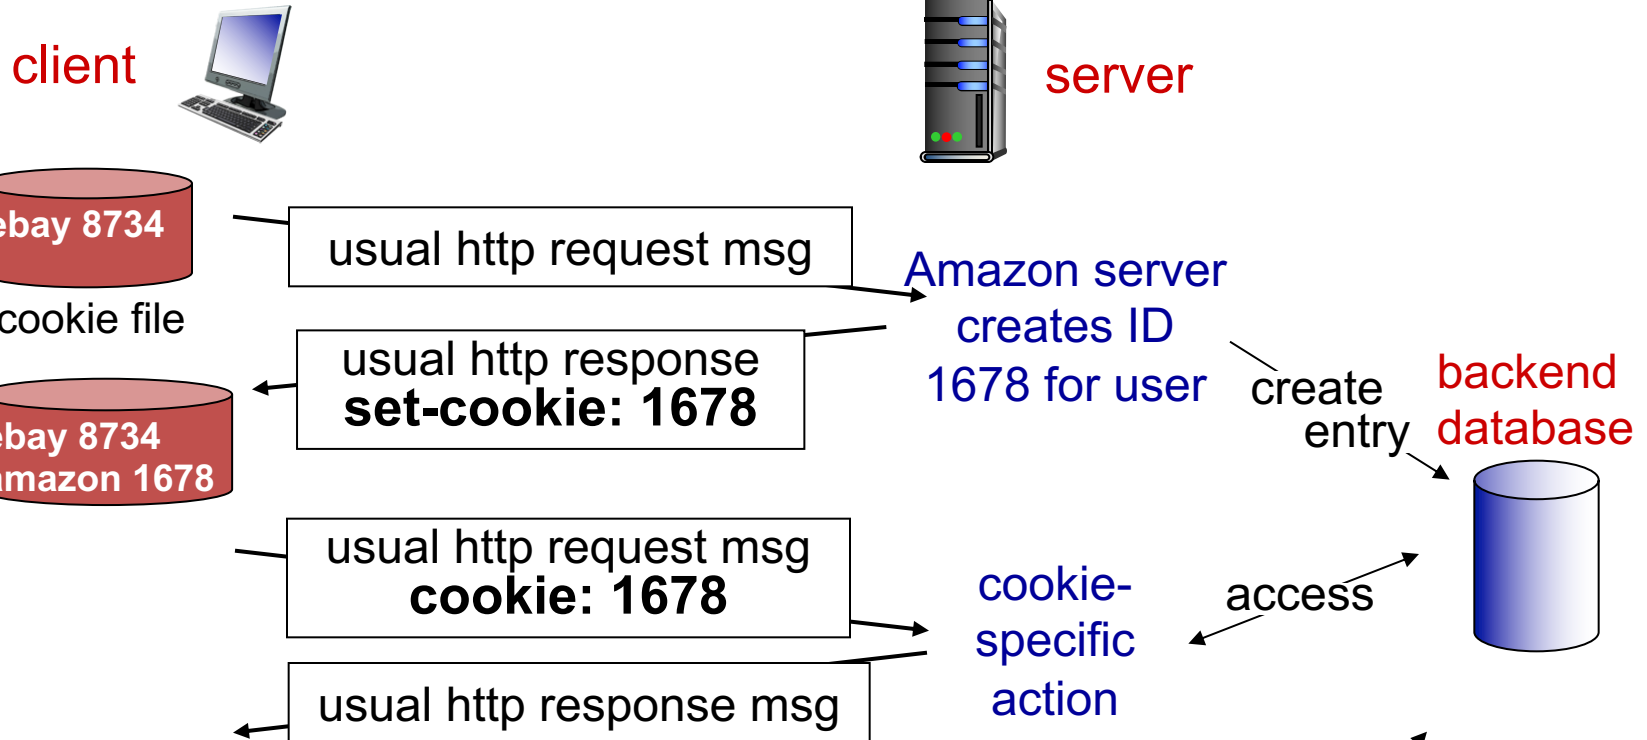 client
server
ebay 8734
usual http request msg
cookie file
Amazon server
creates ID
1678 for user
usual http response
set-cookie: 1678
create
entry
backend
database
ebay 8734
amazon 1678
usual http request msg
cookie: 1678
cookie-
specific
action
access
usual http response msg